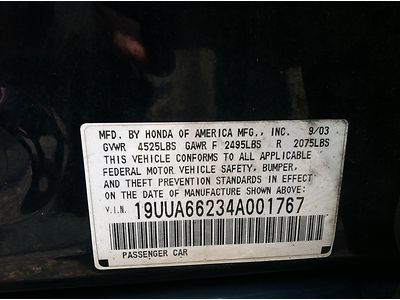 MFD. BY HONDA OF AMERICA MFG., INC. 9/03
GVWR 4525LBS GAWR F 2495LBS R 2075LBS
THIS VEHICLE CONFORMS TO ALL APPLICABLE
FEDERAL MOTOR VEHICLE SAFETY, BUMPER,
AND THEFT PREVENTION STANDARDS IN EFFECT
ON THE DATE OF MANUFACTURE SHOWN ABOVE:
V.I.N. 19UUA66234A001767
PASSENGER CAR